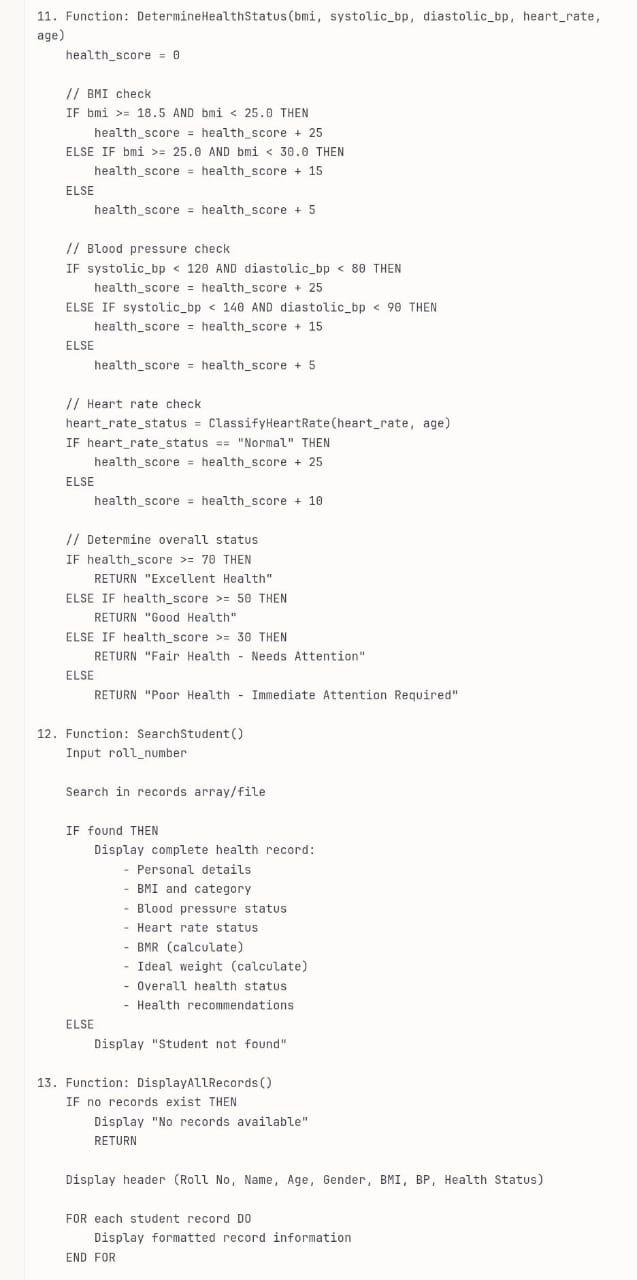 11. Function: DetermineHealthStatus(bmi, systolic_bp, diastolic_bp, heart_rate,
age)
    health_score = 0

    // BMI check
    IF bmi >= 18.5 AND bmi < 25.0 THEN
        health_score = health_score + 25
    ELSE IF bmi >= 25.0 AND bmi < 30.0 THEN
        health_score = health_score + 15
    ELSE
        health_score = health_score + 5

    // Blood pressure check
    IF systolic_bp < 120 AND diastolic_bp < 80 THEN
        health_score = health_score + 25
    ELSE IF systolic_bp < 140 AND diastolic_bp < 90 THEN
        health_score = health_score + 15
    ELSE
        health_score = health_score + 5

    // Heart rate check
    heart_rate_status = ClassifyHeartRate(heart_rate, age)
    IF heart_rate_status == "Normal" THEN
        health_score = health_score + 25
    ELSE
        health_score = health_score + 10

    // Determine overall status
    IF health_score >= 70 THEN
        RETURN "Excellent Health"
    ELSE IF health_score >= 50 THEN
        RETURN "Good Health"
    ELSE IF health_score >= 30 THEN
        RETURN "Fair Health - Needs Attention"
    ELSE
        RETURN "Poor Health - Immediate Attention Required"

12. Function: SearchStudent()
    Input roll_number

    Search in records array/file

    IF found THEN
        Display complete health record:
            - Personal details
            - BMI and category
            - Blood pressure status
            - Heart rate status
            - BMR (calculate)
            - Ideal weight (calculate)
            - Overall health status
            - Health recommendations
    ELSE
        Display "Student not found"

13. Function: DisplayAllRecords()
    IF no records exist THEN
        Display "No records available"
        RETURN

    Display header (Roll No, Name, Age, Gender, BMI, BP, Health Status)

    FOR each student record DO
        Display formatted record information
    END FOR